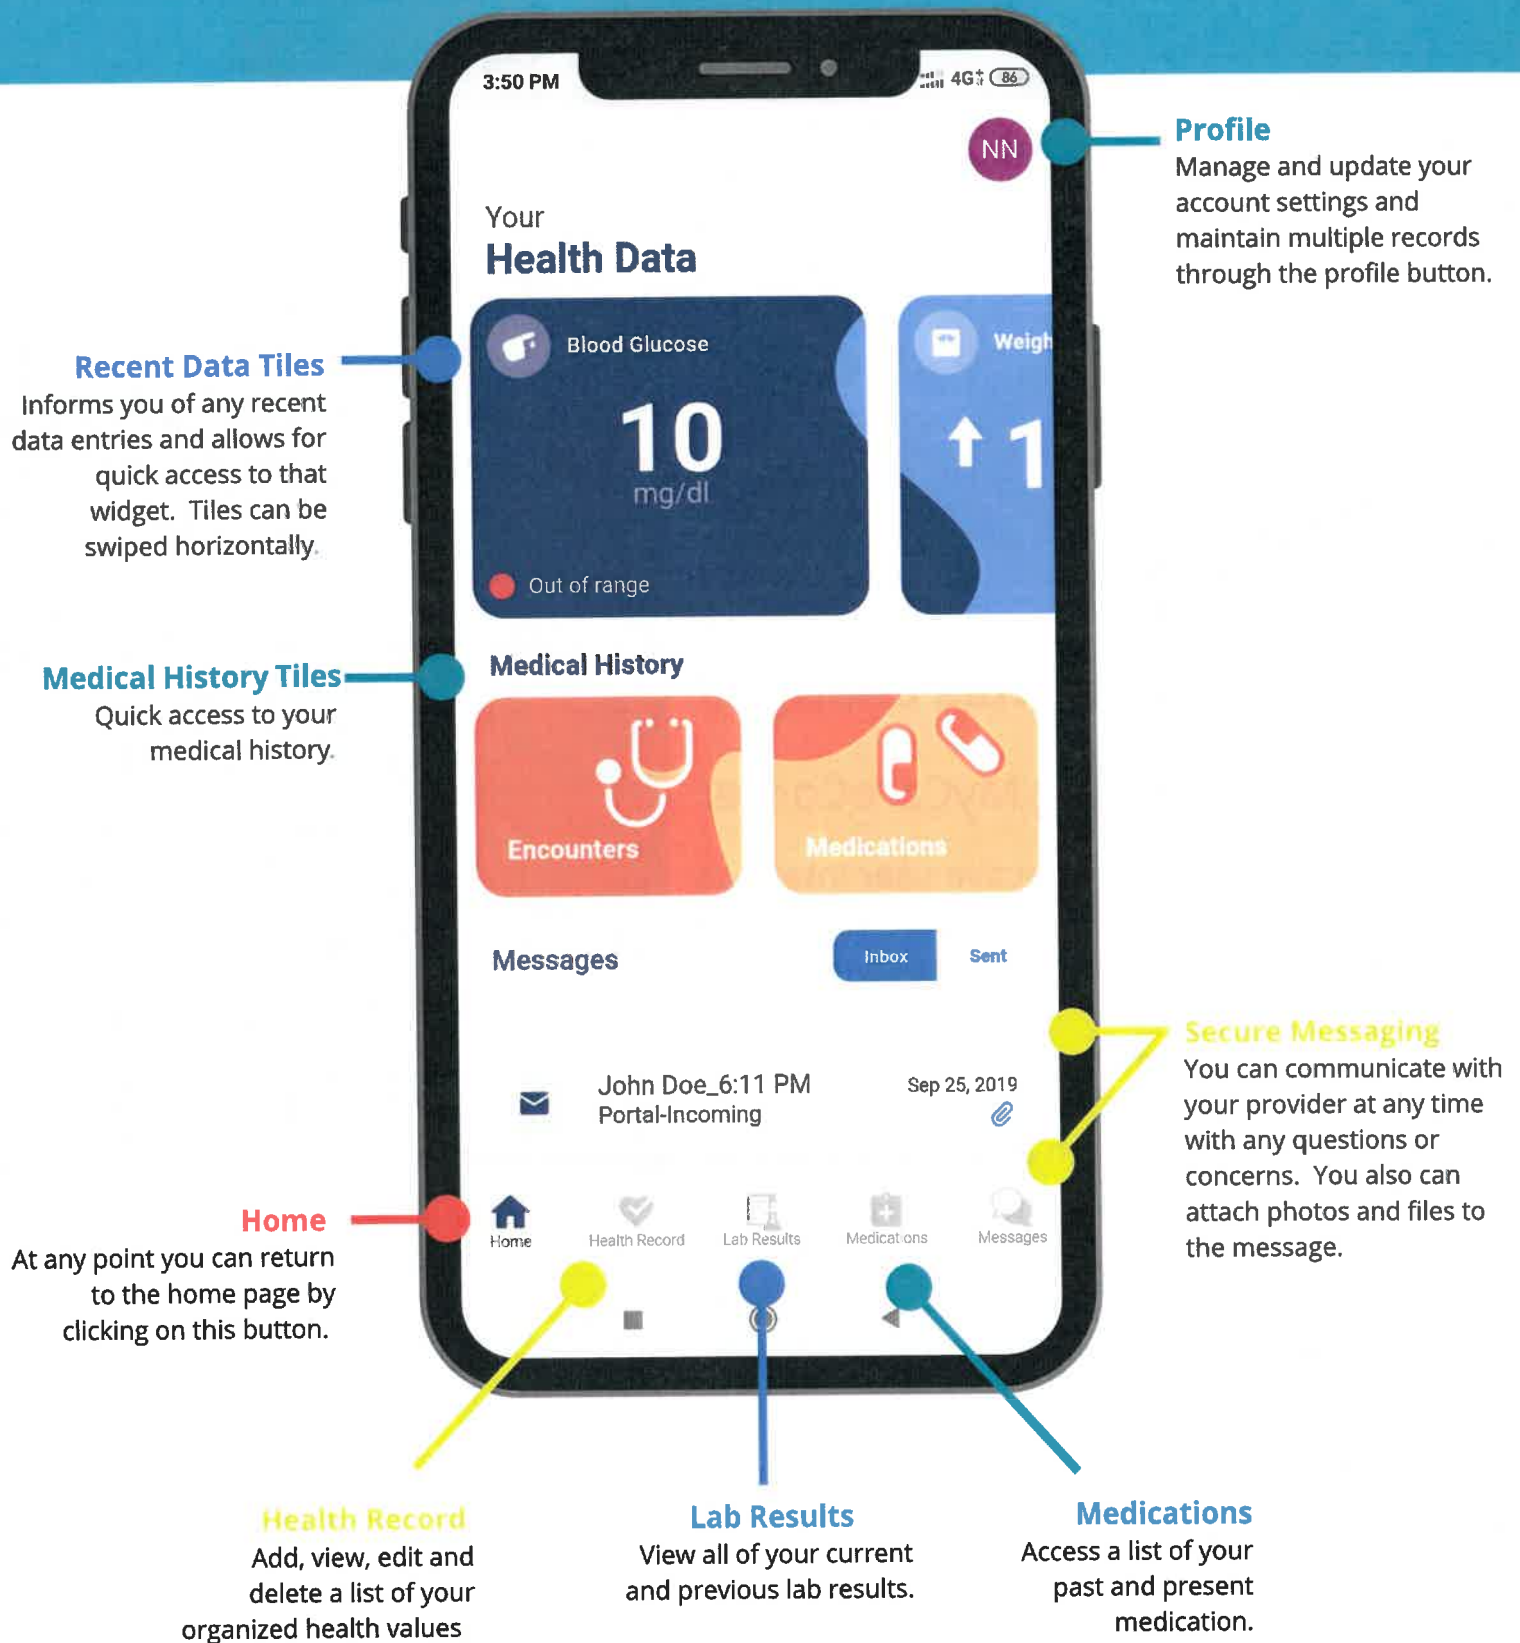 3:50 PM
4G
86
NN
Profile
Manage and update your
account settings and
maintain multiple records
through the profile button.
Your
Health Data
Recent Data Tiles
Informs you of any recent
data entries and allows for
quick access to that
widget. Tiles can be
swiped horizontally.
Blood Glucose
10
mg/dl
Out of range
Weigh
1
Medical History Tiles
Quick access to your
medical history.
Medical History
Encounters
Medications
Messages
Inbox
Sent
John Doe_6:11 PM
Sep 25, 2019
Portal-Incoming
Secure Messaging
You can communicate with
your provider at any time
with any questions or
concerns. You also can
attach photos and files to
the message.
Home
At any point you can return
to the home page by
clicking on this button.
Home
Health Record
Lab Results
Medications
Messages
Health Record
Add, view, edit and
delete a list of your
organized health values
Lab Results
View all of your current
and previous lab results.
Medications
Access a list of your
past and present
medication.